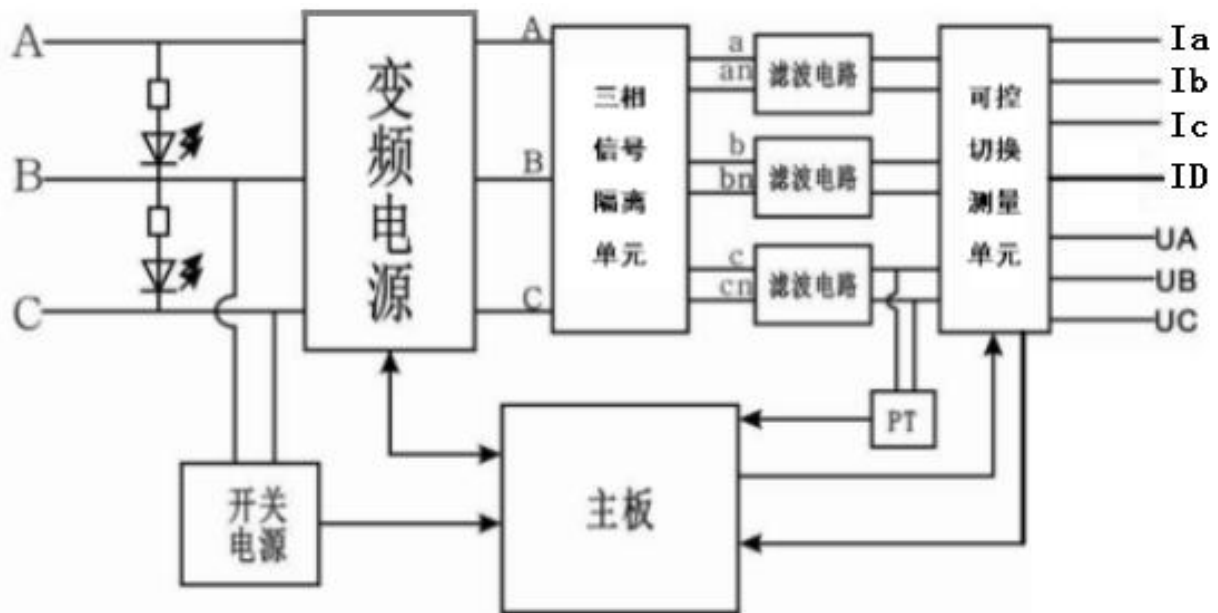 A
B
C
变频电源
A
B
C
三相
信号
隔离
单元
a
an
b
bn
c
cn
滤波电路
滤波电路
滤波电路
可控
切换
测量
单元
Ia
Ib
Ic
ID
UA
UB
UC
PT
开关
电源
主板